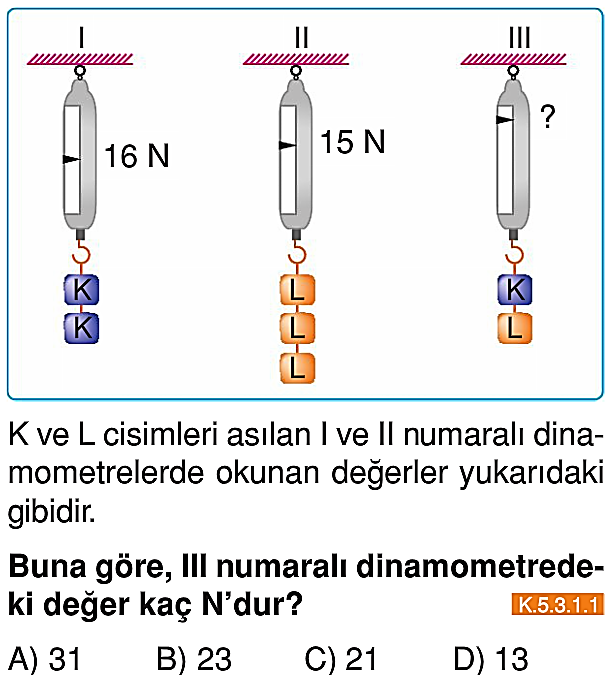 I II III
16 N 15 N ?
K L K
K L L
L
K ve L cisimleri asılan I ve II numaralı dina-
mometrelerde okunan değerler yukarıdaki
gibidir.
Buna göre, III numaralı dinamometrede-
ki değer kaç N'dur?
K.5.3.1.1
A) 31 B) 23 C) 21 D) 13